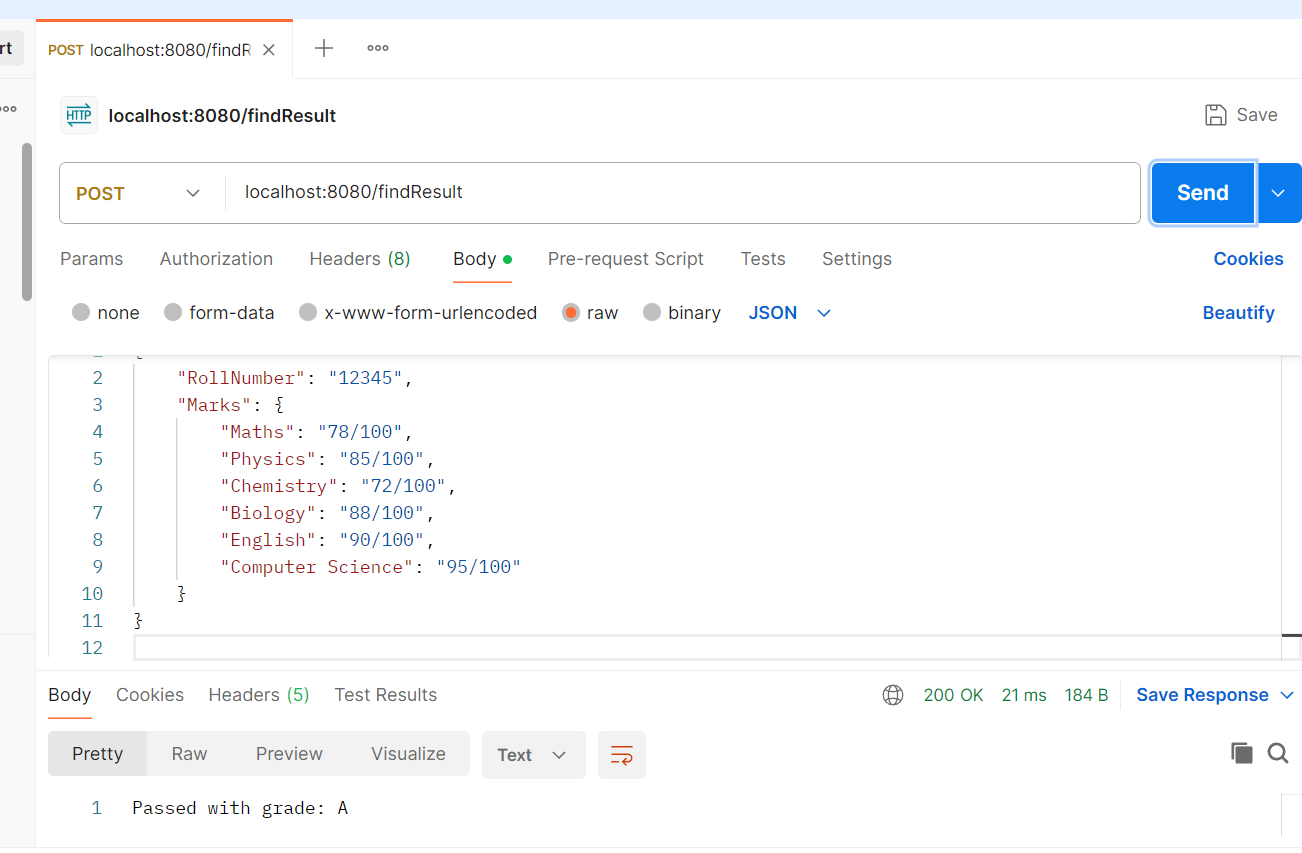 rt
POST localhost:8080/findR
HTTP localhost:8080/findResult
Save
POST localhost:8080/findResult
Send
Params Authorization Headers (8) Body Pre-request Script Tests Settings Cookies
none form-data x-www-form-urlencoded raw binary JSON Beautify
2 "RollNumber": "12345",
3 "Marks": {
4 "Maths": "78/100",
5 "Physics": "85/100",
6 "Chemistry": "72/100",
7 "Biology": "88/100",
8 "English": "90/100",
9 "Computer Science": "95/100"
10 }
11 }
12
Body Cookies Headers (5) Test Results 200 OK 21 ms 184 B Save Response
Pretty Raw Preview Visualize Text
1 Passed with grade: A